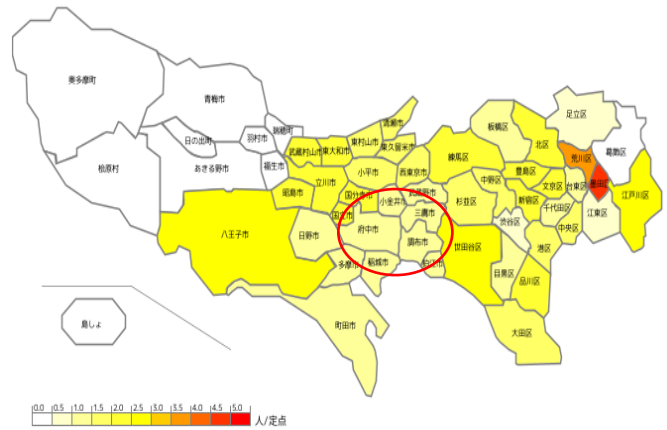 奥多摩町
青梅市
瑞穂町
日の出町
羽村市
檜原村
あきる野市
福生市
武蔵村山市
東大和市
東村山市
清瀬市
東久留米市
昭島市
立川市
小平市
西東京市
練馬区
板橋区
北区
足立区
荒川区
葛飾区
墨田区
江戸川区
八王子市
日野市
国立市
国分寺市
小金井市
武蔵野市
三鷹市
府中市
調布市
狛江市
稲城市
多摩市
町田市
杉並区
中野区
豊島区
新宿区
文京区
台東区
千代田区
中央区
江東区
渋谷区
港区
世田谷区
目黒区
品川区
大田区
島しょ
0.0 0.5 1.0 1.5 2.0 2.5 3.0 3.5 4.0 4.5 5.0
人/定点